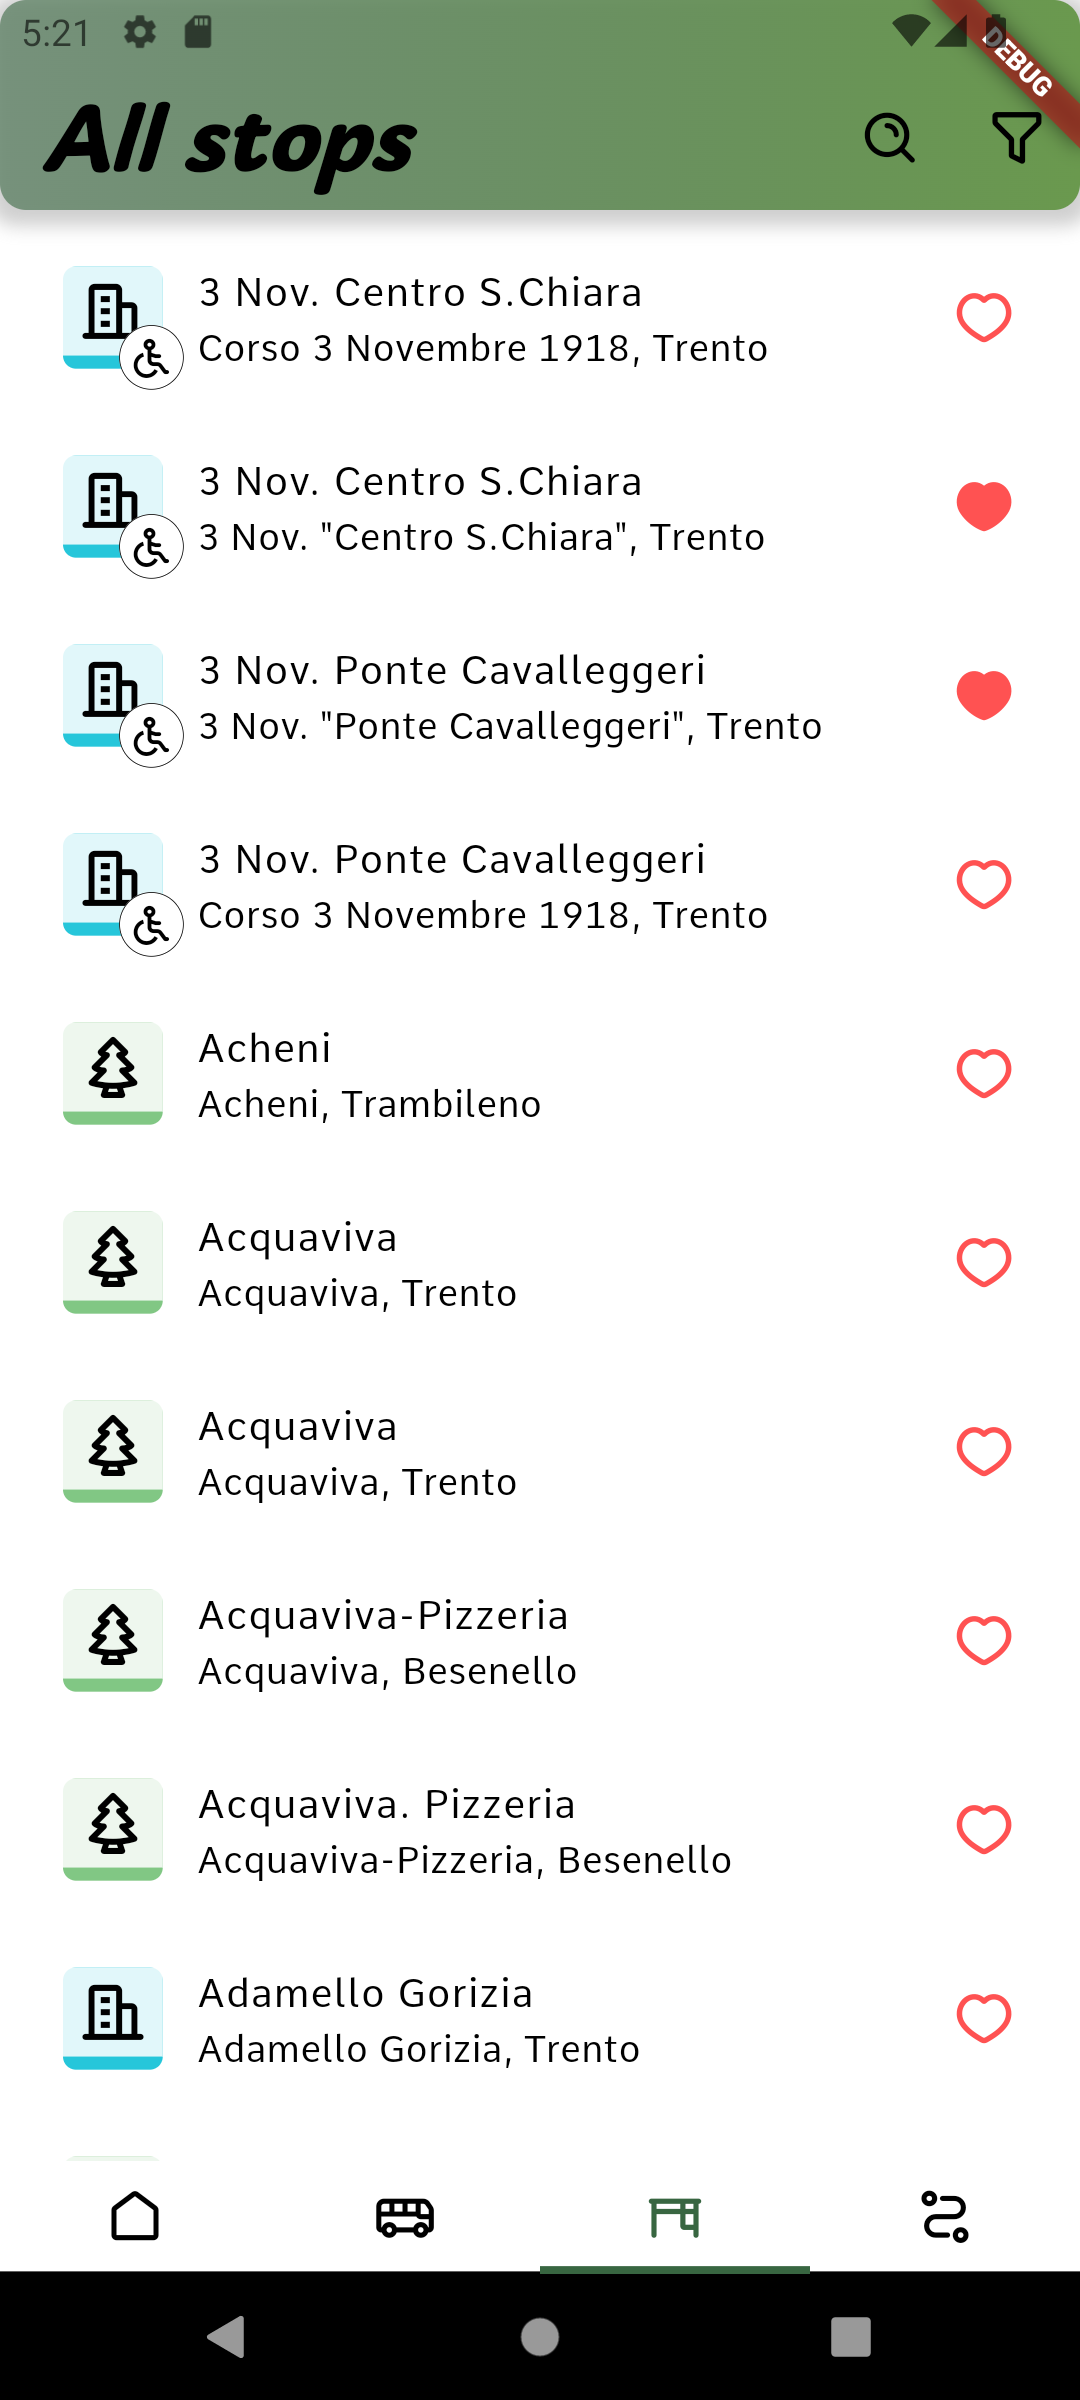 5:21
DEBUG
All stops
3 Nov. Centro S.Chiara
Corso 3 Novembre 1918, Trento
3 Nov. Centro S.Chiara
3 Nov. "Centro S.Chiara", Trento
3 Nov. Ponte Cavalleggeri
3 Nov. "Ponte Cavalleggeri", Trento
3 Nov. Ponte Cavalleggeri
Corso 3 Novembre 1918, Trento
Acheni
Acheni, Trambileno
Acquaviva
Acquaviva, Trento
Acquaviva
Acquaviva, Trento
Acquaviva-Pizzeria
Acquaviva, Besenello
Acquaviva. Pizzeria
Acquaviva-Pizzeria, Besenello
Adamello Gorizia
Adamello Gorizia, Trento